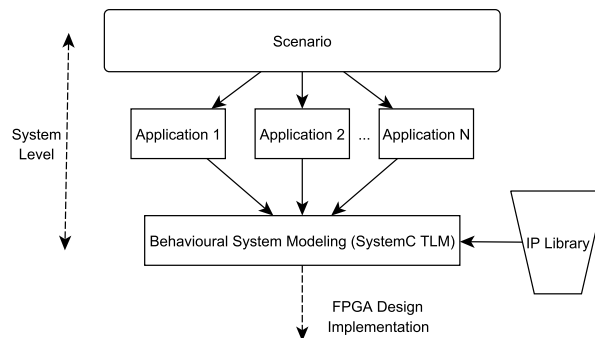 Scenario
System
Level
Application 1
Application 2
...
Application N
Behavioural System Modeling (SystemC TLM)
IP Library
FPGA Design
Implementation